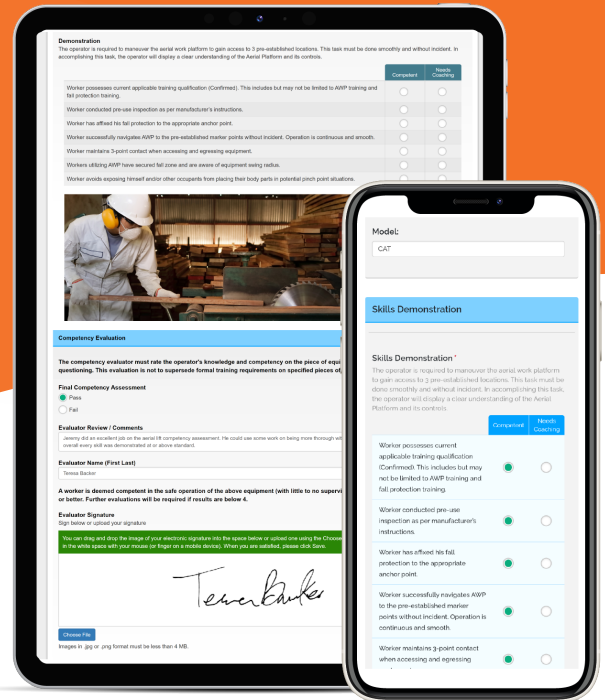 Demonstration
The operator is required to maneuver the aerial work platform to gain access to 3 pre-established locations. This task must be done smoothly and without incident. In
accomplishing this task, the operator will display a clear understanding of the Aerial Platform and its controls.
Competent
Needs
Coaching
Worker possesses current applicable training qualification (Confirmed). This includes but may not be limited to AWP training and
fall protection training.
Worker conducted pre-use inspection as per manufacturer's instructions.
Worker has affixed his fall protection to the appropriate anchor point.
Worker successfully navigates AWP to the pre-established marker points without incident. Operation is continuous and smooth.
Worker maintains 3-point contact when accessing and egressing equipment.
Workers utilizing AWP have secured fall zone and are aware of equipment swing radius.
Worker avoids exposing himself and/or other occupants from placing their body parts in potential pinch point situations.
Competency Evaluation
The competency evaluator must rate the operator's knowledge and competency on the piece of equi
questioning. This evaluation is not to supersede formal training requirements on specified pieces of
Final Competency Assessment
Pass
Fail
Evaluator Review / Comments
Jeremy did an excellent job on the aerial lift competency assessment. He could use some work on being more thorough wit
overall every skill was demonstrated at or above standard.
Evaluator Name (First Last)
Teresa Backer
A worker is deemed competent in the safe operation of the above equipment (with little to no supervi
or better. Further evaluations will be required if results are below 4.
Evaluator Signature
Sign below or upload your signature
You can drag and drop the image of your electronic signature into the space below or upload one using the Choose
in the white space with your mouse (or finger on a mobile device). When you are satisfied, please click Save.
Choose File
Images in .jpg or .png format must be less than 4 MB.
Model:
CAT
Skills Demonstration
Skills Demonstration *
The operator is required to maneuver the aerial work platform
to gain access to 3 pre-established locations. This task must be
done smoothly and without incident. In accomplishing this task,
the operator will display a clear understanding of the Aerial
Platform and its controls.
Competent
Needs
Coaching
Worker possesses current
applicable training qualification
(Confirmed). This includes but may
not be limited to AWP training and
fall protection training.
Worker conducted pre-use
inspection as per manufacturer's
instructions.
Worker has affixed his fall
protection to the appropriate
anchor point.
Worker successfully navigates AWP
to the pre-established marker
points without incident. Operation is
continuous and smooth.
Worker maintains 3-point contact
when accessing and egressing